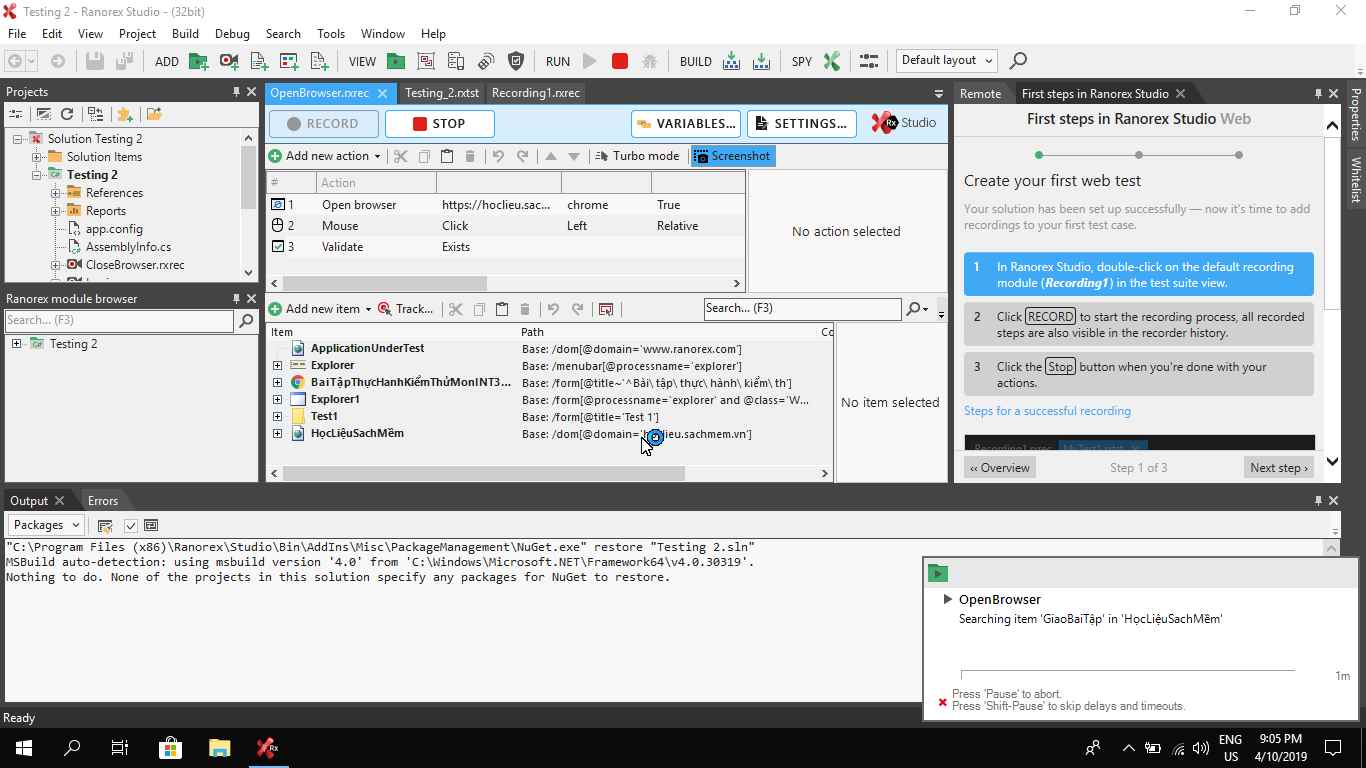 Testing 2 - Ranorex Studio - (32bit)
File Edit View Project Build Debug Search Tools Window Help
ADD VIEW RUN BUILD SPY Default layout
Projects
Solution Testing 2
Solution Items
Testing 2
References
Reports
app.config
AssemblyInfo.cs
CloseBrowser.rxrec
Ranorex module browser
Search... (F3)
Testing 2
OpenBrowser.rxrec Testing_2.rxtst Recording1.rxrec
RECORD STOP VARIABLES... SETTINGS... Rx Studio
Add new action Turbo mode Screenshot
# Action
1 Open browser https://hoclieu.sac... chrome True
2 Mouse Click Left Relative
3 Validate Exists
No action selected
Add new item Track... Search... (F3)
Item Path Co
ApplicationUnderTest Base: /dom[@domain='www.ranorex.com']
Explorer Base: /menubar[@processname='explorer']
BaiTậpThựcHanhKiểmThửMonINT3... Base: /form[@title~'^Bài\ tập\ thực\ hành\ kiểm\ th']
Explorer1 Base: /form[@processname='explorer' and @class='W...
Test1 Base: /form[@title='Test 1']
HọcLiệuSachMềm Base: /dom[@domain='h lieu.sachmem.vn']
No item selected
Remote First steps in Ranorex Studio
First steps in Ranorex Studio Web
Create your first web test
Your solution has been set up successfully — now it's time to add
recordings to your first test case.
1 In Ranorex Studio, double-click on the default recording
module (Recording1) in the test suite view.
2 Click RECORD to start the recording process, all recorded
steps are also visible in the recorder history.
3 Click the Stop button when you're done with your
actions.
Steps for a successful recording
‹‹ Overview Step 1 of 3 Next step ›
Properties
Whitelist
Output Errors
Packages
"C:\Program Files (x86)\Ranorex\Studio\Bin\AddIns\Misc\PackageManagement\NuGet.exe" restore "Testing 2.sln"
MSBuild auto-detection: using msbuild version '4.0' from 'C:\Windows\Microsoft.NET\Framework64\v4.0.30319'.
Nothing to do. None of the projects in this solution specify any packages for NuGet to restore.
OpenBrowser
Searching item 'GiaoBaiTập' in 'HọcLiệuSachMềm'
1m
Press 'Pause' to abort.
Press 'Shift-Pause' to skip delays and timeouts.
Ready
Rx
ENG
US
9:05 PM
4/10/2019